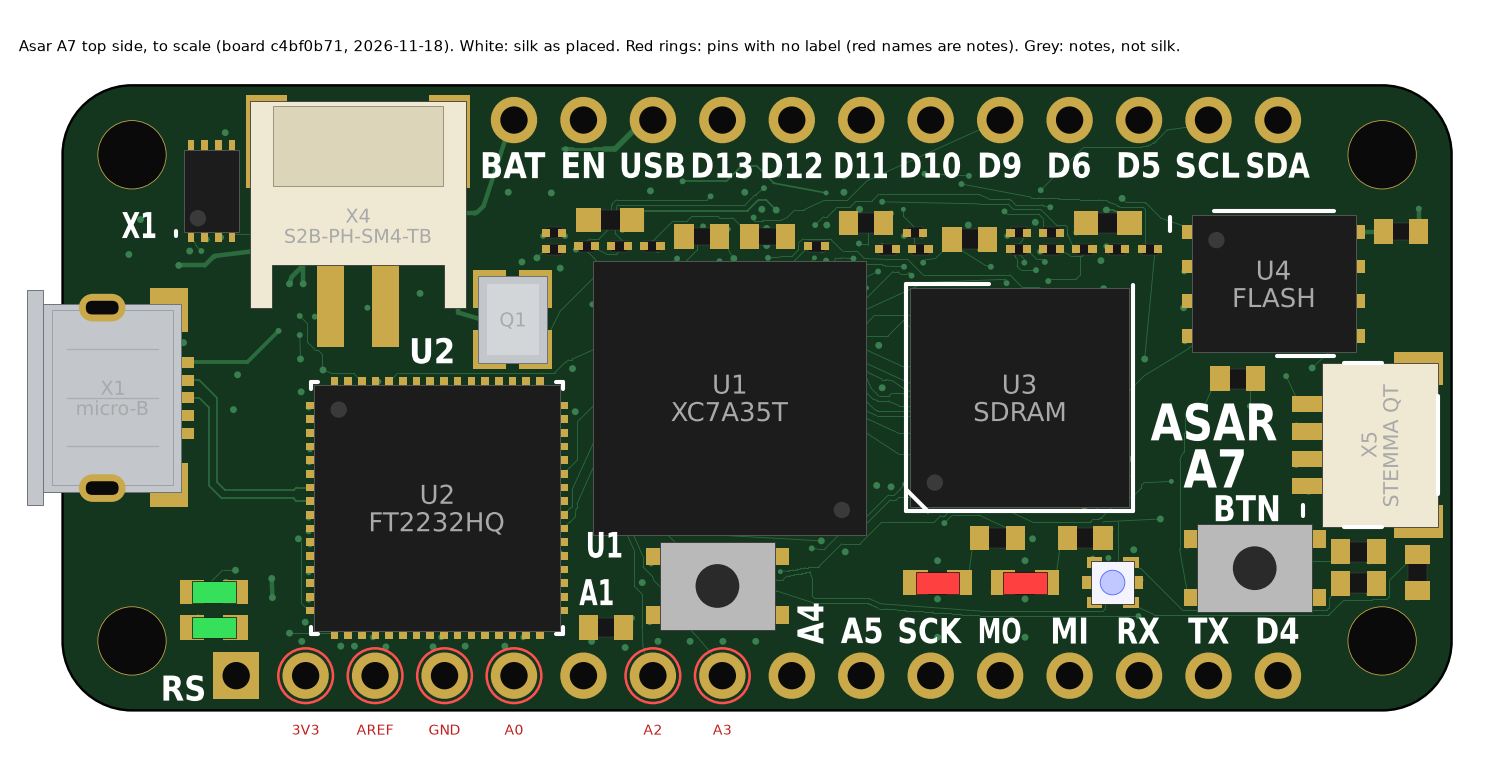 Asar A7 top side, to scale (board c4bf0b71, 2026-11-18). White: silk as placed. Red rings: pins with no label (red names are notes). Grey: notes, not silk.
BAT EN USB D13 D12 D11 D10 D9 D6 D5 SCL SDA
X1
X4
S2B-PH-SM4-TB
U4
FLASH
Q1
U2
X1
micro-B
U1
XC7A35T
U3
SDRAM
ASAR
A7
X5
STEMMA QT
BTN
U2
FT2232HQ
U1
A1
A4 A5 SCK MO MI RX TX D4
RS
3V3 AREF GND A0 A2 A3